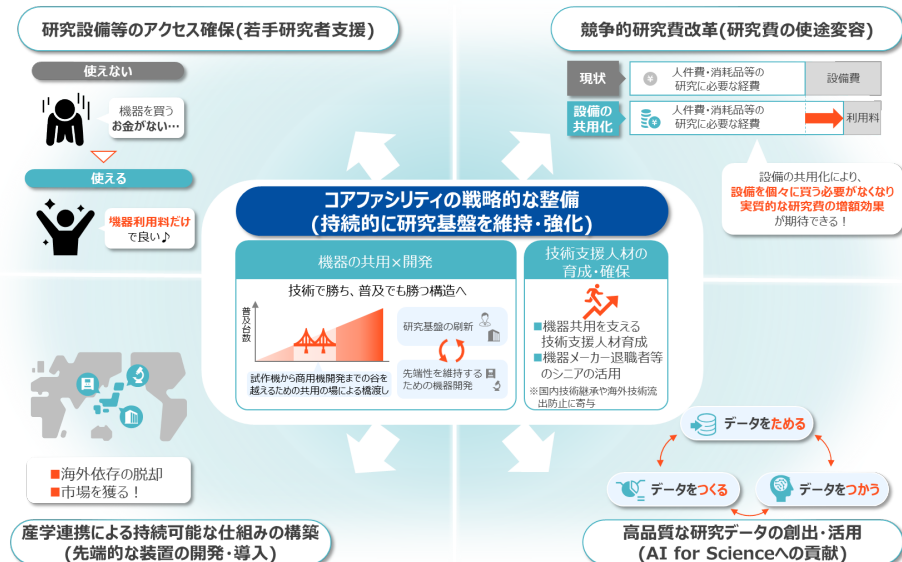 研究設備等のアクセス確保(若手研究者支援)
使えない
機器を買う
お金がない…
使える
機器利用料だけ
で良い♪
競争的研究費改革(研究費の使途変容)
現状
人件費・消耗品等の
研究に必要な経費
設備費
設備の
共用化
人件費・消耗品等の
研究に必要な経費
利用料
設備の共用化により、
設備を個々に買う必要がなくなり
実質的な研究費の増額効果
が期待できる！
コアファシリティの戦略的な整備
(持続的に研究基盤を維持・強化)
機器の共用×開発
技術で勝ち、普及でも勝つ構造へ
普及台数
試作機から商用機開発までの谷を
越えるための共用の場による橋渡し
研究基盤の刷新
先端性を維持する
ための機器開発
技術支援人材の
育成・確保
■機器共用を支える
技術支援人材育成
■機器メーカー退職者等
のシニアの活用
※国内技術継承や海外技術流
出防止に寄与
■海外依存の脱却
■市場を獲る！
産学連携による持続可能な仕組みの構築
(先端的な装置の開発・導入)
データをためる
データをつくる
データをつかう
高品質な研究データの創出・活用
(AI for Scienceへの貢献)